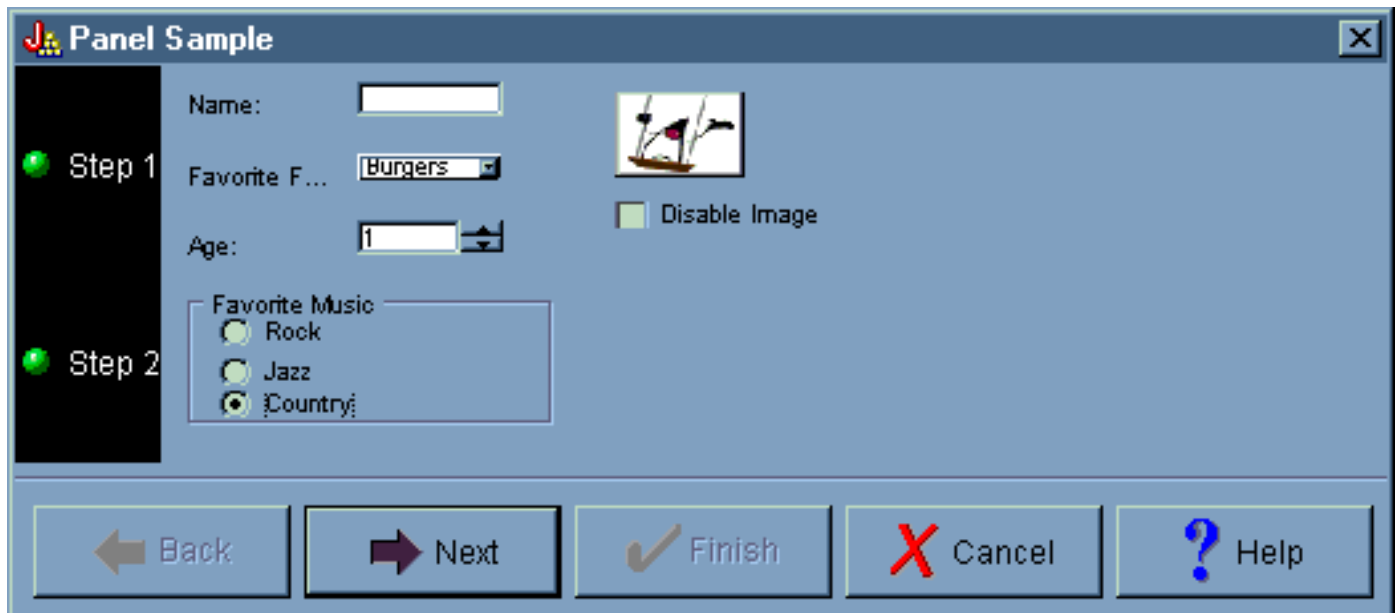 Panel Sample
Step 1
Step 2
Name:
Favorite F...
Burgers
Age:
1
Favorite Music
Rock
Jazz
Country
Disable Image
Back
Next
Finish
Cancel
Help